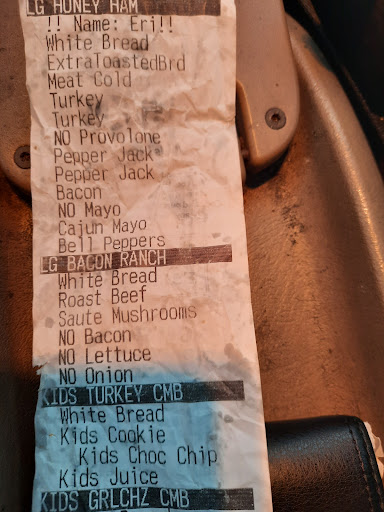 LG HONEY HAM
!! Name: Eri!!
White Bread
ExtraToastedBrd
Meat Cold
Turkey
Turkey
NO Provolone
Pepper Jack
Pepper Jack
Bacon
NO Mayo
Cajun Mayo
Bell Peppers
LG BACON RANCH
White Bread
Roast Beef
Saute Mushrooms
NO Bacon
NO Lettuce
NO Onion
KIDS TURKEY CMB
White Bread
Kids Cookie
Kids Choc Chip
Kids Juice
KIDS GRLCHZ CMB